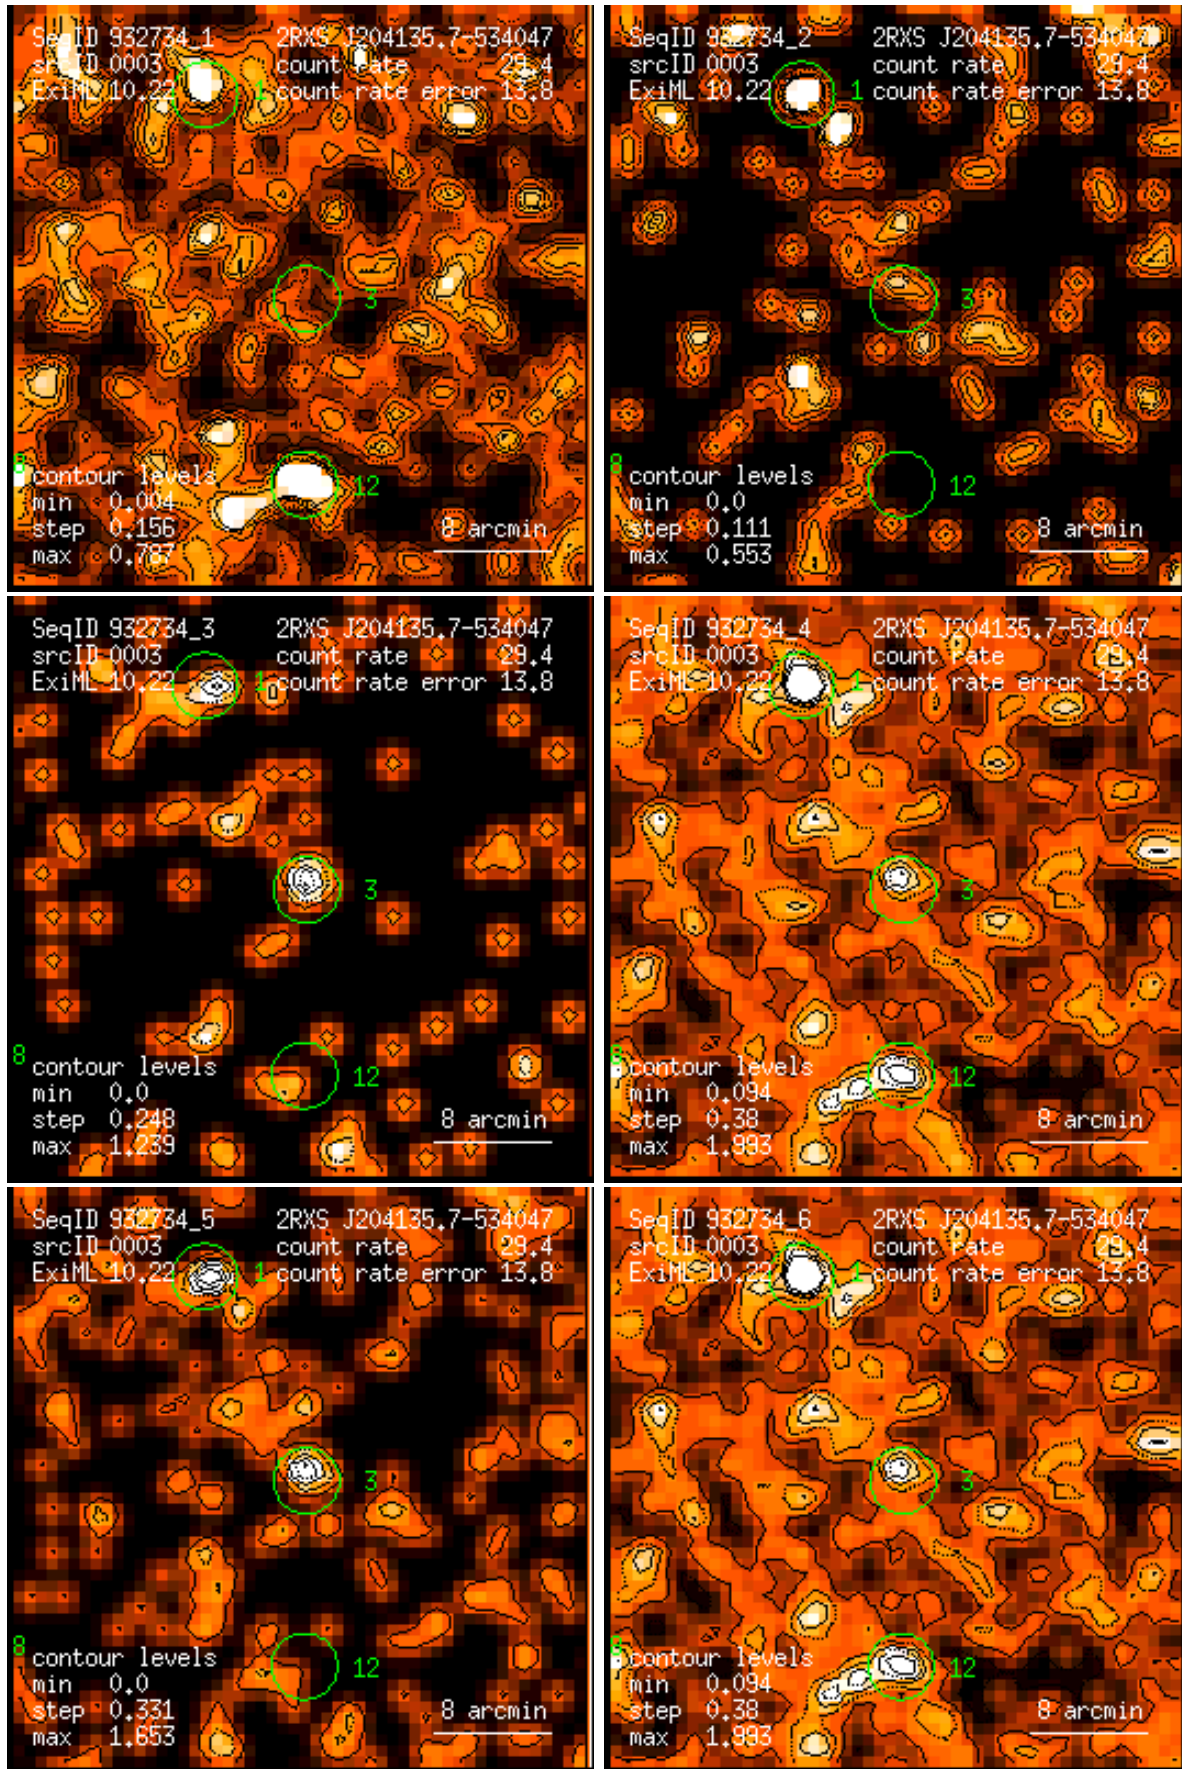 SeqID 932734_1 2RXS J204135.7-534047
srcID 0003 count rate 29.4
ExiML 10.22 1 count rate error 13.8
3
8
contour levels 12
min 0.004
step 0.156 8 arcmin
max 0.787
SeqID 932734_2 2RXS J204135.7-534047
srcID 0003 count rate 29.4
ExiML 10.22 1 count rate error 13.8
3
8
contour levels 12
min 0.0
step 0.111 8 arcmin
max 0.553
SeqID 932734_3 2RXS J204135.7-534047
srcID 0003 count rate 29.4
ExiML 10.22 1 count rate error 13.8
3
8
contour levels 12
min 0.0
step 0.248 8 arcmin
max 1.239
SeqID 932734_4 2RXS J204135.7-534047
srcID 0003 count rate 29.4
ExiML 10.22 1 count rate error 13.8
3
8
contour levels 12
min 0.094
step 0.38 8 arcmin
max 1.993
SeqID 932734_5 2RXS J204135.7-534047
srcID 0003 count rate 29.4
ExiML 10.22 1 count rate error 13.8
3
8
contour levels 12
min 0.0
step 0.331 8 arcmin
max 1.653
SeqID 932734_6 2RXS J204135.7-534047
srcID 0003 count rate 29.4
ExiML 10.22 1 count rate error 13.8
3
8
contour levels 12
min 0.094
step 0.38 8 arcmin
max 1.993